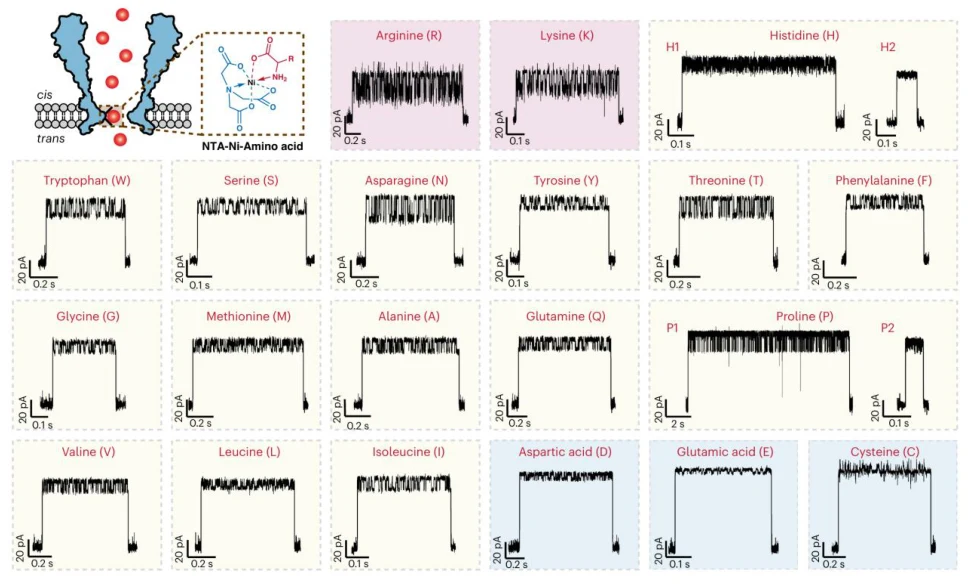 cis
trans
O
O
O
R
O
Ni
NH₂
N
O
O
O
O
NTA-Ni-Amino acid
Arginine (R)
20 pA
0.2 s
Lysine (K)
20 pA
0.1 s
Histidine (H)
H1
20 pA
0.1 s
H2
20 pA
0.1 s
Tryptophan (W)
20 pA
0.2 s
Serine (S)
20 pA
0.1 s
Asparagine (N)
20 pA
0.2 s
Tyrosine (Y)
20 pA
0.1 s
Threonine (T)
20 pA
0.2 s
Phenylalanine (F)
20 pA
0.2 s
Glycine (G)
20 pA
0.1 s
Methionine (M)
20 pA
0.2 s
Alanine (A)
20 pA
0.2 s
Glutamine (Q)
20 pA
0.2 s
Proline (P)
P1
20 pA
2 s
P2
20 pA
0.1 s
Valine (V)
20 pA
0.2 s
Leucine (L)
20 pA
0.2 s
Isoleucine (I)
20 pA
0.1 s
Aspartic acid (D)
20 pA
0.2 s
Glutamic acid (E)
20 pA
0.1 s
Cysteine (C)
20 pA
0.2 s